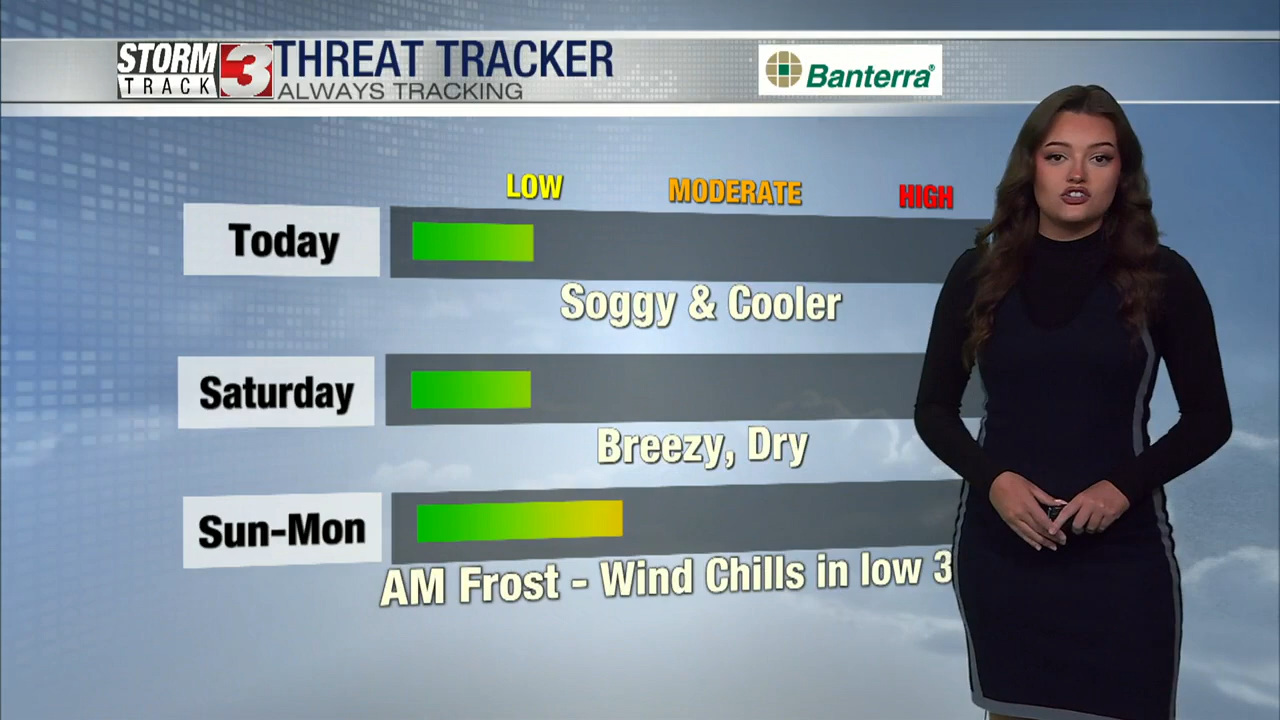 STORM
TRACK
3
THREAT TRACKER
ALWAYS TRACKING
Banterra®
LOW
MODERATE
HIGH
Today
Soggy & Cooler
Saturday
Breezy, Dry
Sun-Mon
AM Frost - Wind Chills in low 3